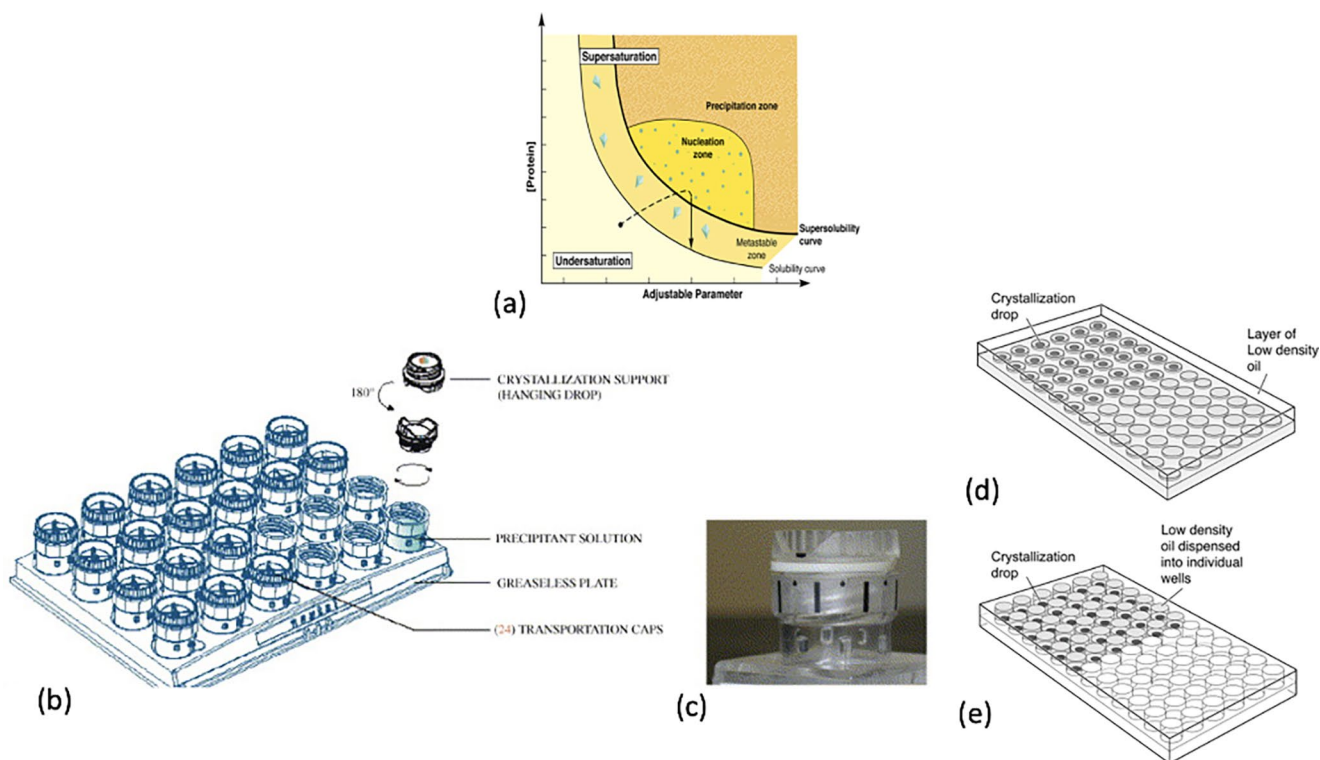 Supersaturation
Precipitation zone
Nucleation
zone
[Protein]
Supersolubility
curve
Metastable
zone
Undersaturation
Solubility curve
Adjustable Parameter
(a)
180°
CRYSTALLIZATION SUPPORT
(HANGING DROP)
PRECIPITANT SOLUTION
GREASELESS PLATE
(24) TRANSPORTATION CAPS
(b)
(c)
Crystallization
drop
Layer of
Low density
oil
(d)
Low density
oil dispensed
into individual
wells
Crystallization
drop
(e)